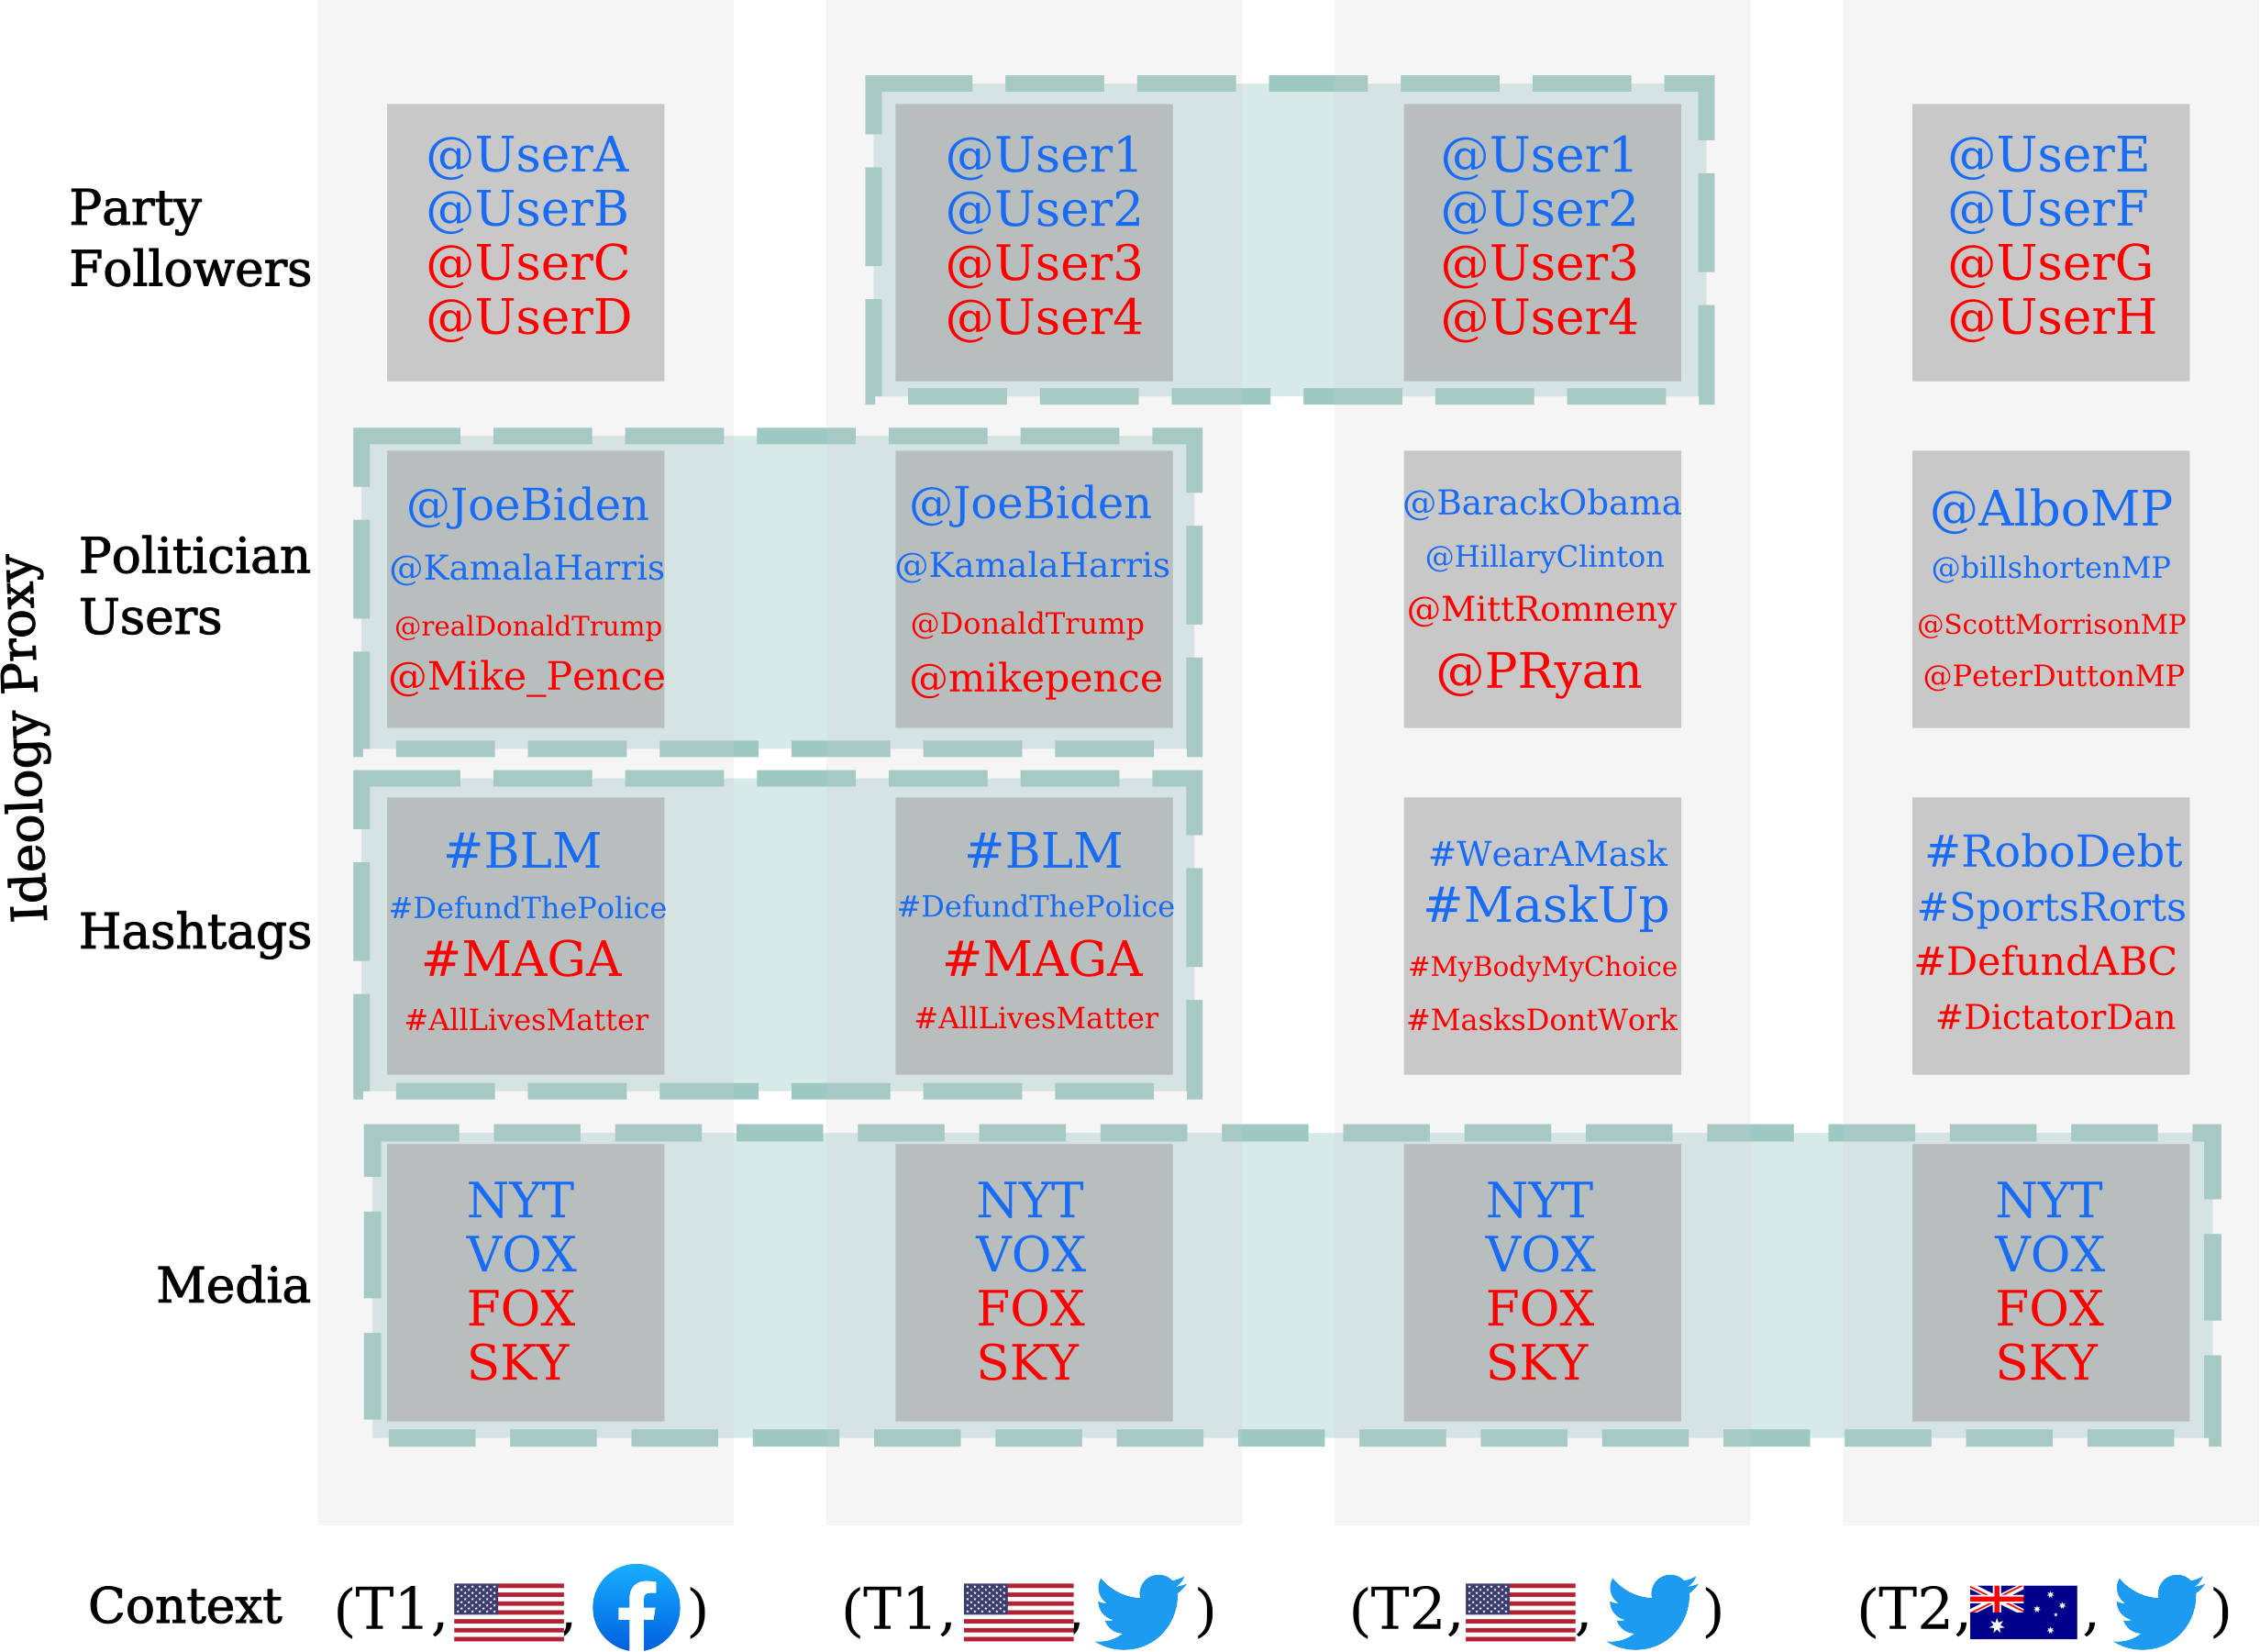 Ideology Proxy
Party
Followers
@UserA
@UserB
@UserC
@UserD
@User1
@User2
@User3
@User4
@User1
@User2
@User3
@User4
@UserE
@UserF
@UserG
@UserH
Politician
Users
@JoeBiden
@KamalaHarris
@realDonaldTrump
@Mike_Pence
@JoeBiden
@KamalaHarris
@DonaldTrump
@mikepence
@BarackObama
@HillaryClinton
@MittRomneny
@PRyan
@AlboMP
@billshortenMP
@ScottMorrisonMP
@PeterDuttonMP
Hashtags
#BLM
#DefundThePolice
#MAGA
#AllLivesMatter
#BLM
#DefundThePolice
#MAGA
#AllLivesMatter
#WearAMask
#MaskUp
#MyBodyMyChoice
#MasksDontWork
#RoboDebt
#SportsRorts
#DefundABC
#DictatorDan
Media
NYT
VOX
FOX
SKY
NYT
VOX
FOX
SKY
NYT
VOX
FOX
SKY
NYT
VOX
FOX
SKY
Context
(T1, , )
(T1, , )
(T2, , )
(T2, , )